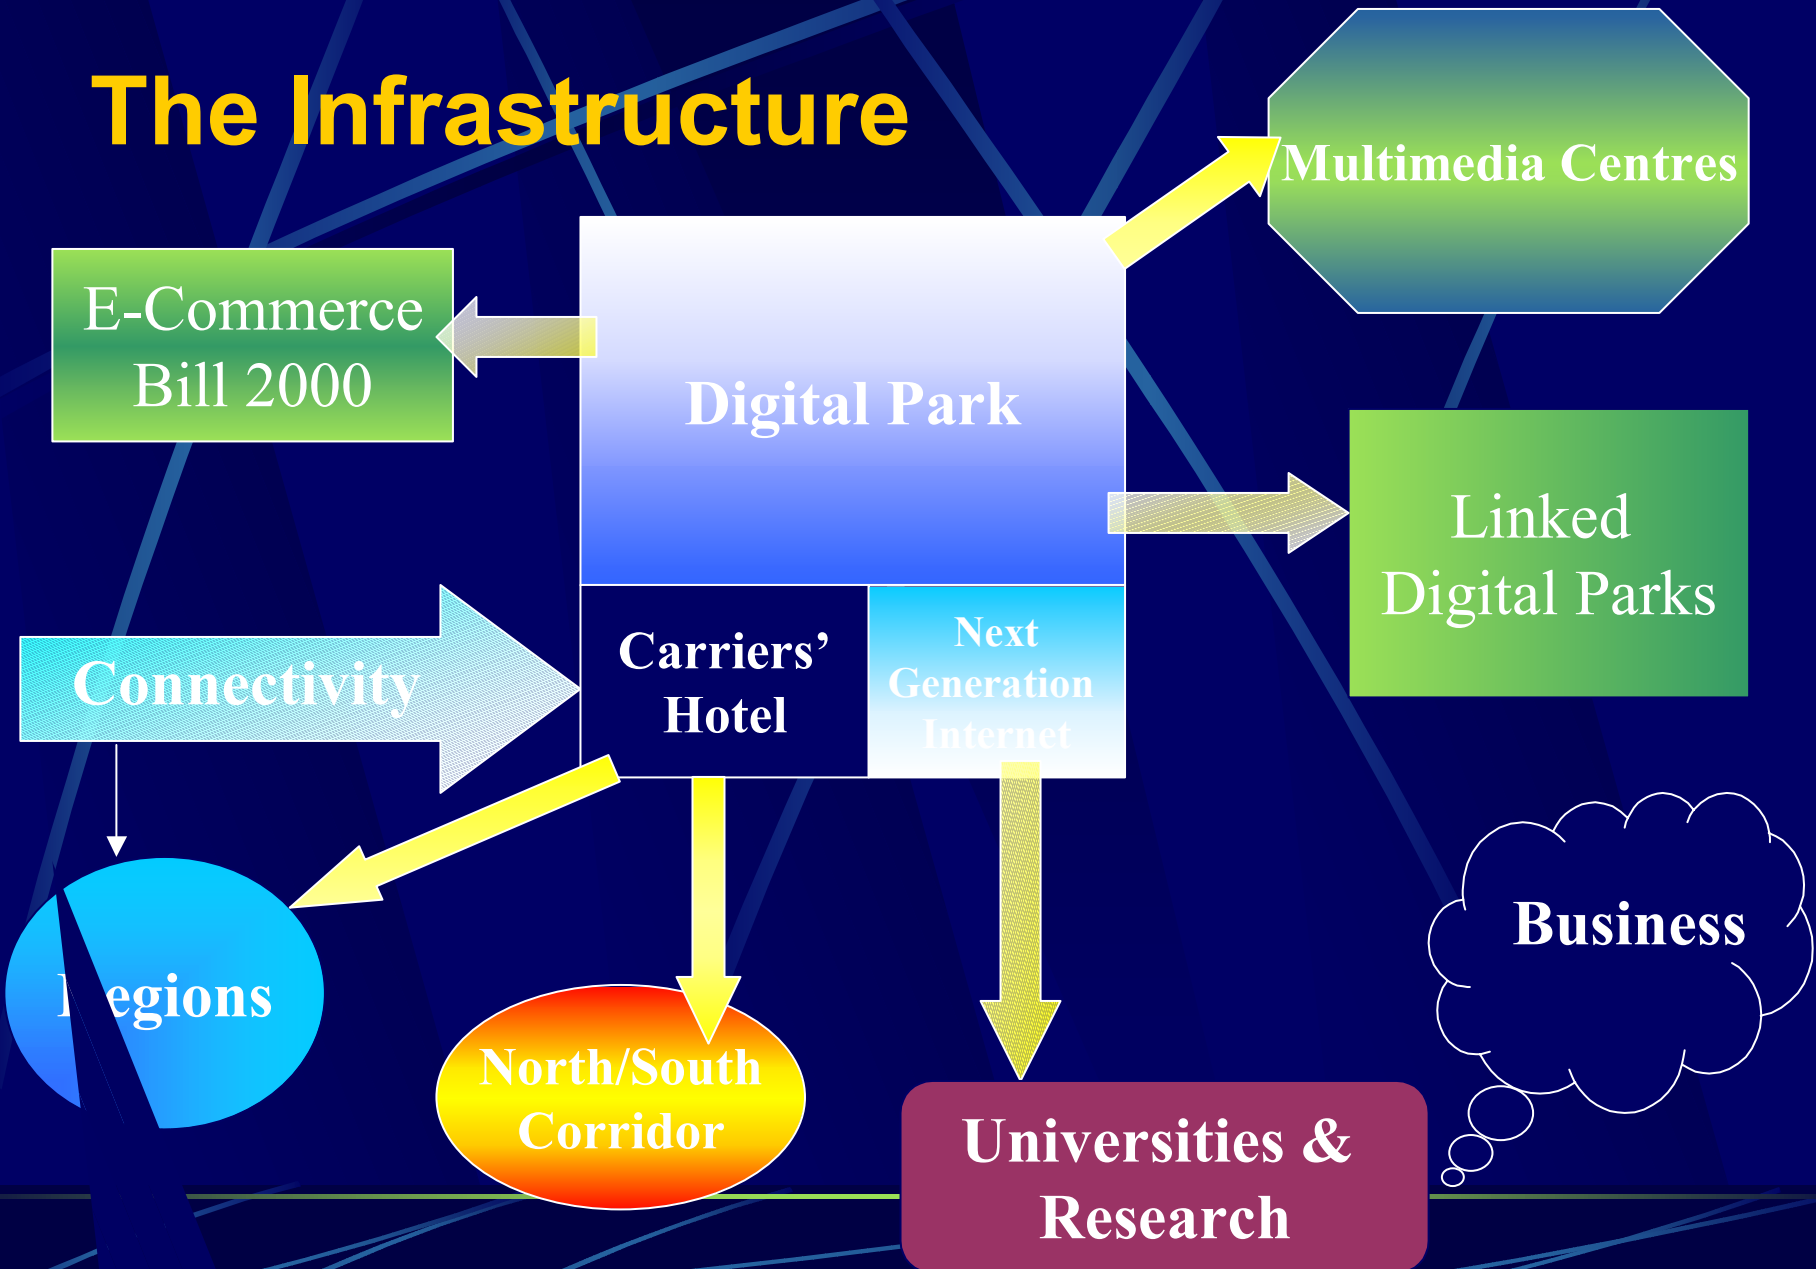 The Infrastructure
Multimedia Centres
E-Commerce
Bill 2000
Digital Park
Linked
Digital Parks
Connectivity
Carriers’
Hotel
Next
Generation
Internet
Regions
North/South
Corridor
Business
Universities &
Research